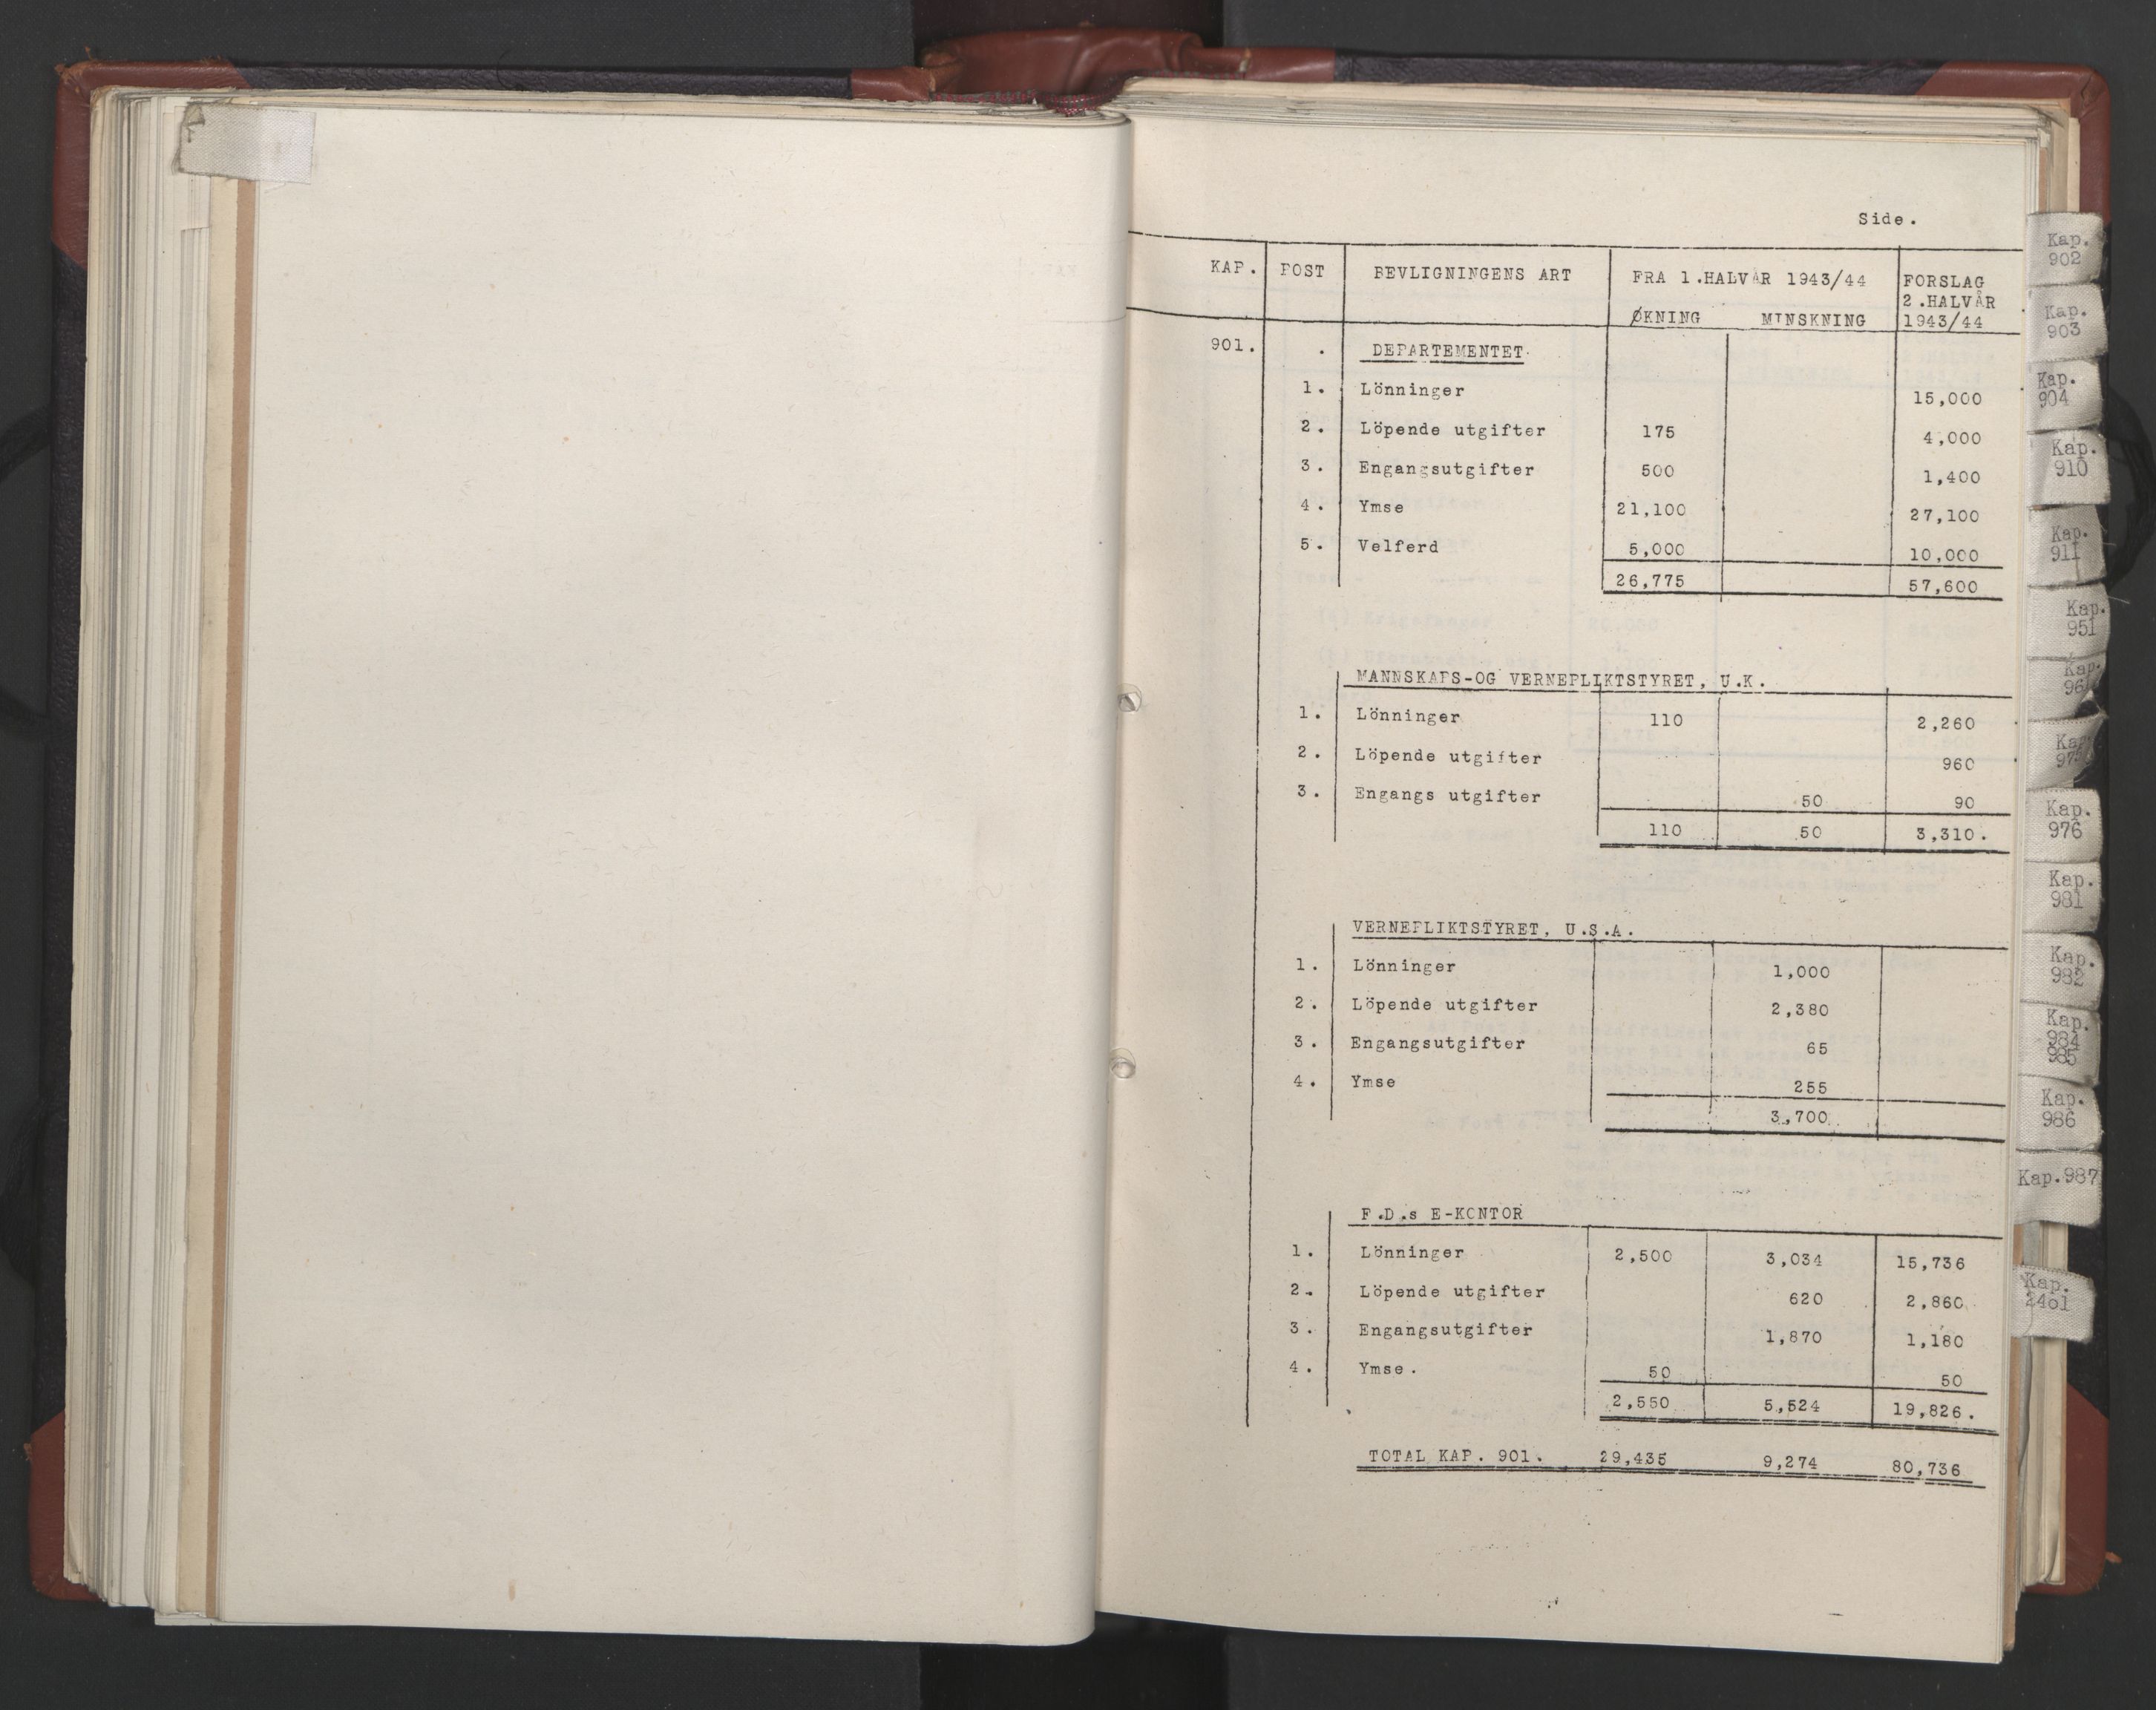 Side.
KAP. POST BEVLIGNINGENS ART FRA 1.HALVÅR 1943/44 FORSLAG
2.HALVÅR
ØKNING MINSKNING 1943/44
901. . DEPARTEMENTET.
1. Lönninger 15,000
2. Löpende utgifter 175 4,000
3. Engangsutgifter 500 1,400
4. Ymse 21,100 27,100
5. Velferd 5,000 10,000
26,775 57,600
MANNSKAPS-OG VERNEPLIKTSTYRET, U.K.
1. Lönninger 110 2,260
2. Löpende utgifter 960
3. Engangs utgifter 50 90
110 50 3,310.
VERNEPLIKTSTYRET, U.S.A.
1. Lönninger 1,000
2. Löpende utgifter 2,380
3. Engangsutgifter 65
4. Ymse 255
3,700
F.D.s E-KONTOR
1. Lönninger 2,500 3,034 15,736
2. Löpende utgifter 620 2,860
3. Engangsutgifter 1,870 1,180
4. Ymse. 50 50
2,550 5,524 19,826.
TOTAL KAP. 901. 29,435 9,274 80,736
Kap.
902
Kap.
903
Kap.
904
Kap.
910
Kap.
911
Kap.
951
Kap.
Kap.
Kap.
976
Kap.
981
Kap.
982
Kap.
984
985
Kap.
986
Kap.987
Kap.
2401